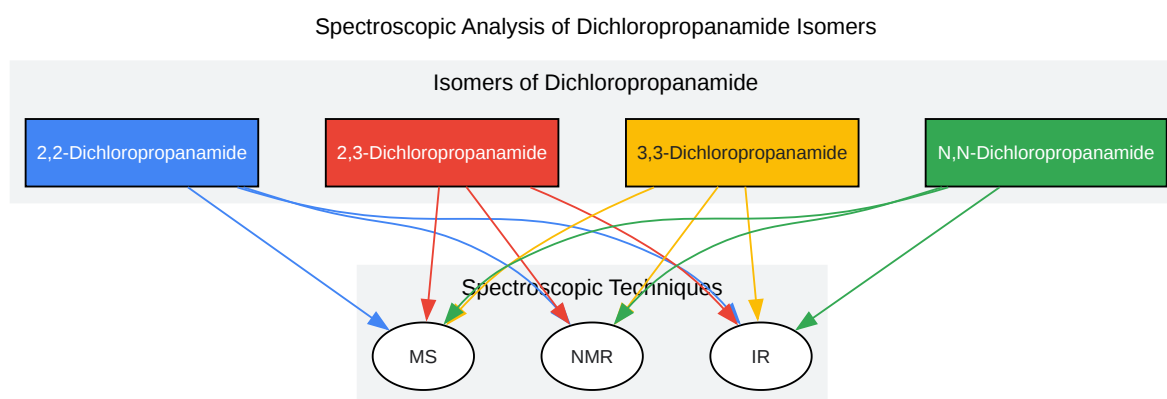 Spectroscopic Analysis of Dichloropropanamide Isomers
Isomers of Dichloropropanamide
2,2-Dichloropropanamide
2,3-Dichloropropanamide
3,3-Dichloropropanamide
N,N-Dichloropropanamide
Spectroscopic Techniques
MS
NMR
IR